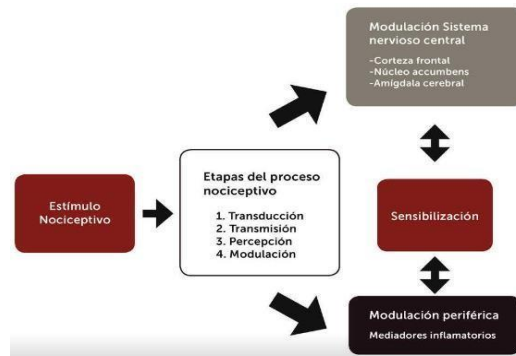 Modulación Sistema
nervioso central
-Corteza frontal
-Núcleo accumbens
-Amígdala cerebral
Estímulo
Nociceptivo
Etapas del proceso
nociceptivo
1. Transducción
2. Transmisión
3. Percepción
4. Modulación
Sensibilización
Modulación periférica
Mediadores inflamatorios